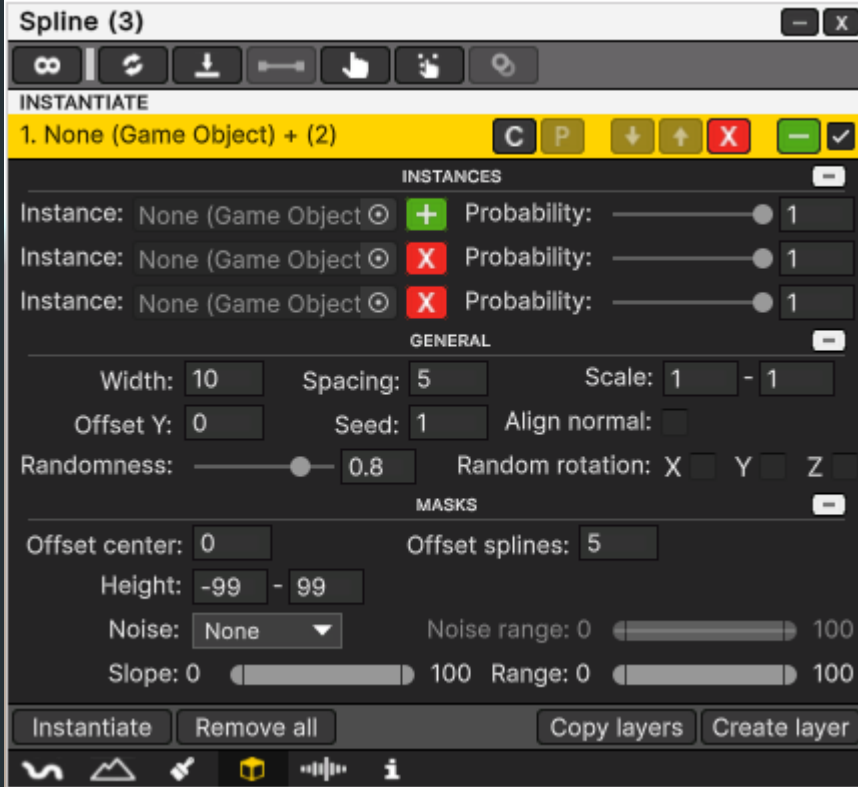 Spline (3) - X
INSTANTIATE
1. None (Game Object) + (2) C P X
INSTANCES
Instance: None (Game Object + Probability: 1
Instance: None (Game Object X Probability: 1
Instance: None (Game Object X Probability: 1
GENERAL
Width: 10 Spacing: 5 Scale: 1 - 1
Offset Y: 0 Seed: 1 Align normal:
Randomness: 0.8 Random rotation: X Y Z
MASKS
Offset center: 0 Offset splines: 5
Height: -99 - 99
Noise: None Noise range: 0 100
Slope: 0 100 Range: 0 100
Instantiate Remove all Copy layers Create layer